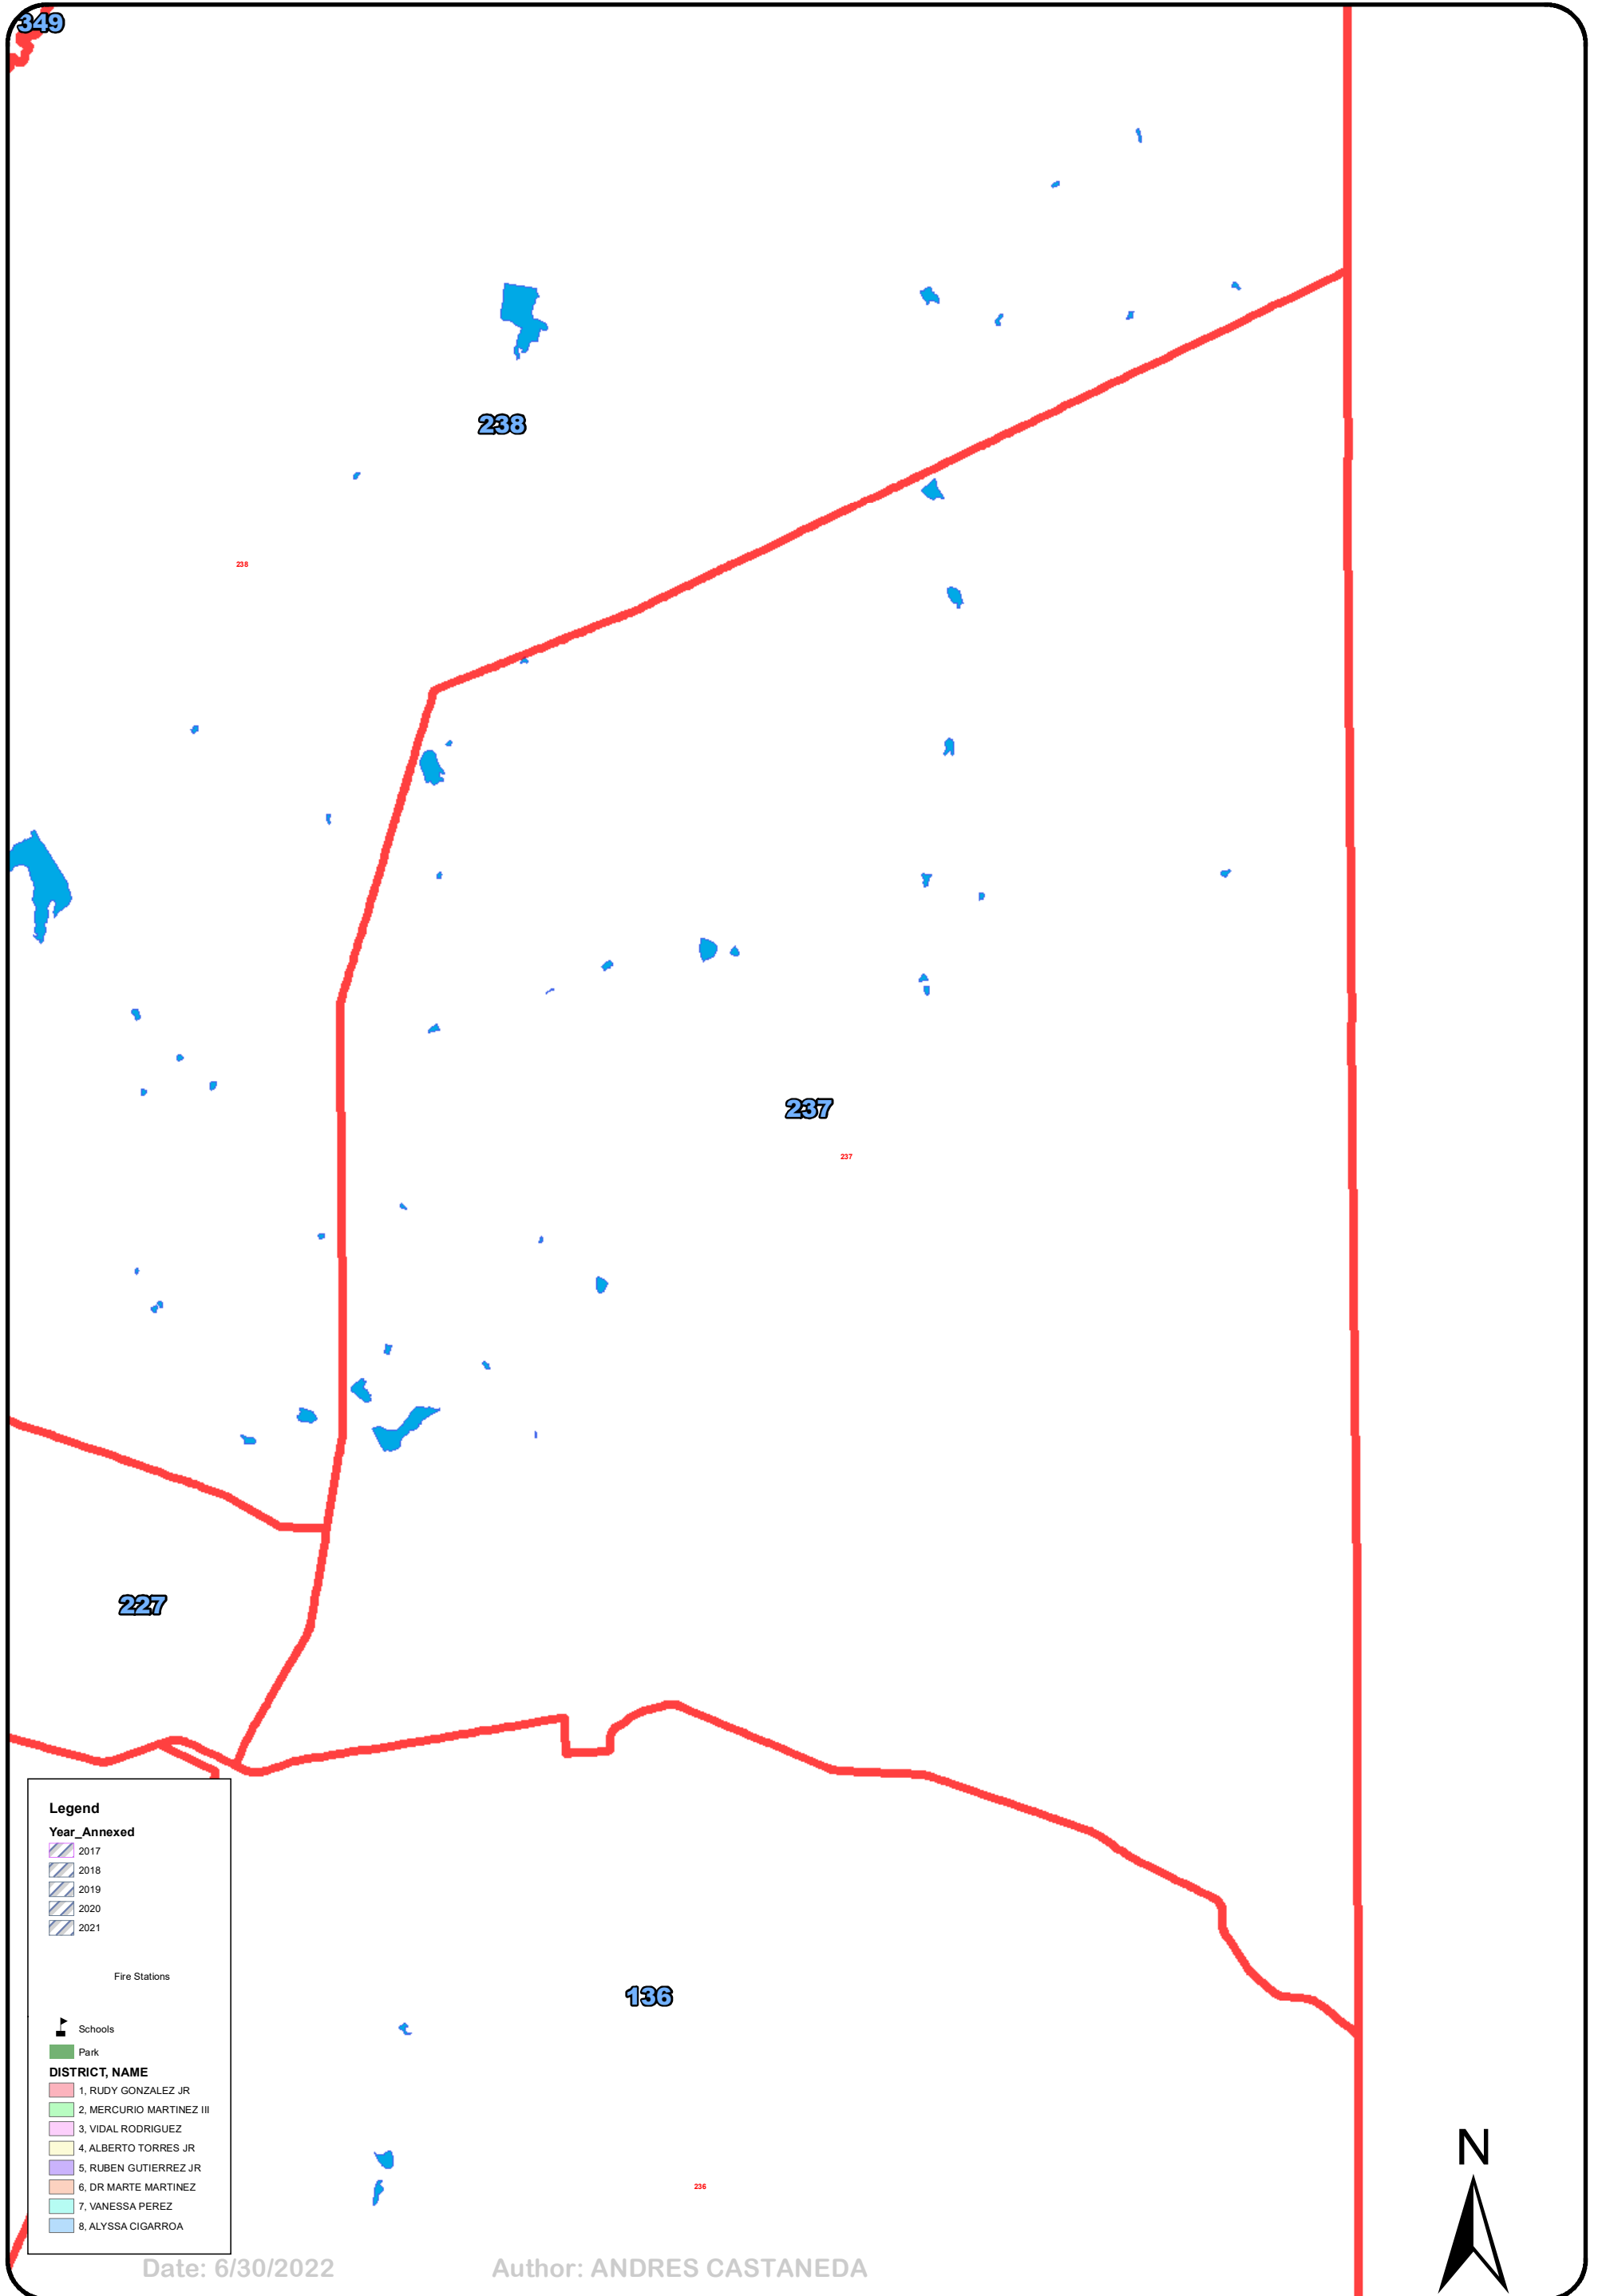 349
238
238
237
237
227
136
236
Legend
Year_Annexed
2017
2018
2019
2020
2021
Fire Stations
Schools
Park
DISTRICT, NAME
1, RUDY GONZALEZ JR
2, MERCURIO MARTINEZ III
3, VIDAL RODRIGUEZ
4, ALBERTO TORRES JR
5, RUBEN GUTIERREZ JR
6, DR MARTE MARTINEZ
7, VANESSA PEREZ
8, ALYSSA CIGARROA
N
Date: 6/30/2022 Author: ANDRES CASTANEDA